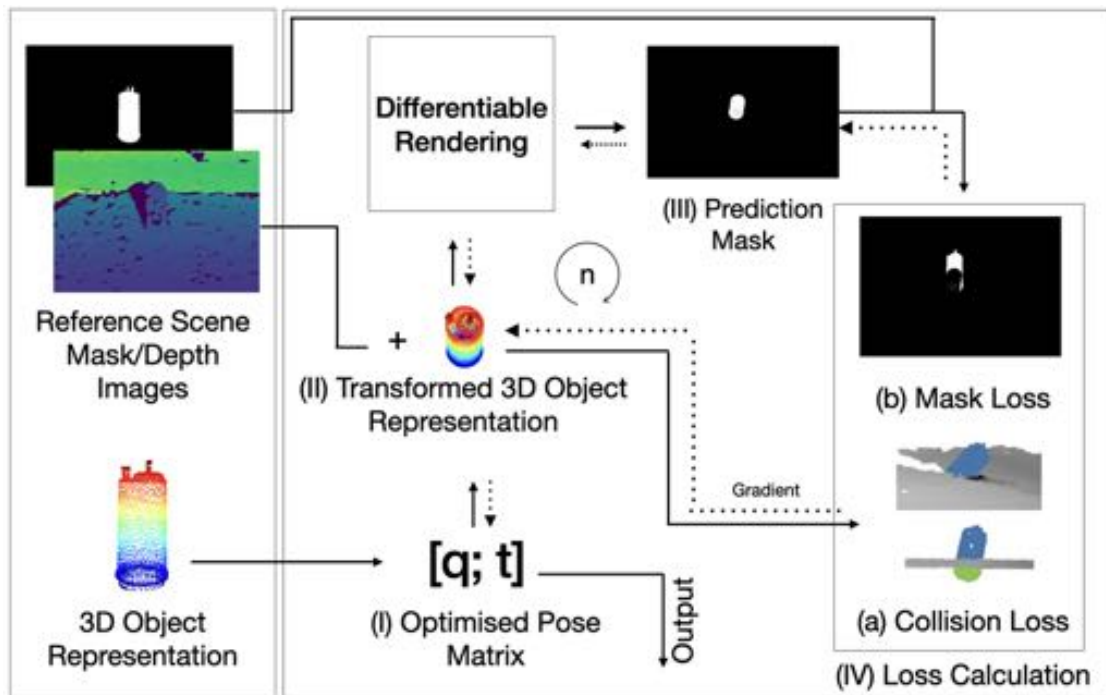 Reference Scene
Mask/Depth
Images
3D Object
Representation
Differentiable
Rendering
(III) Prediction
Mask
n
+
(II) Transformed 3D Object
Representation
[q; t]
(I) Optimised Pose
Matrix
Output
Gradient
(b) Mask Loss
(a) Collision Loss
(IV) Loss Calculation